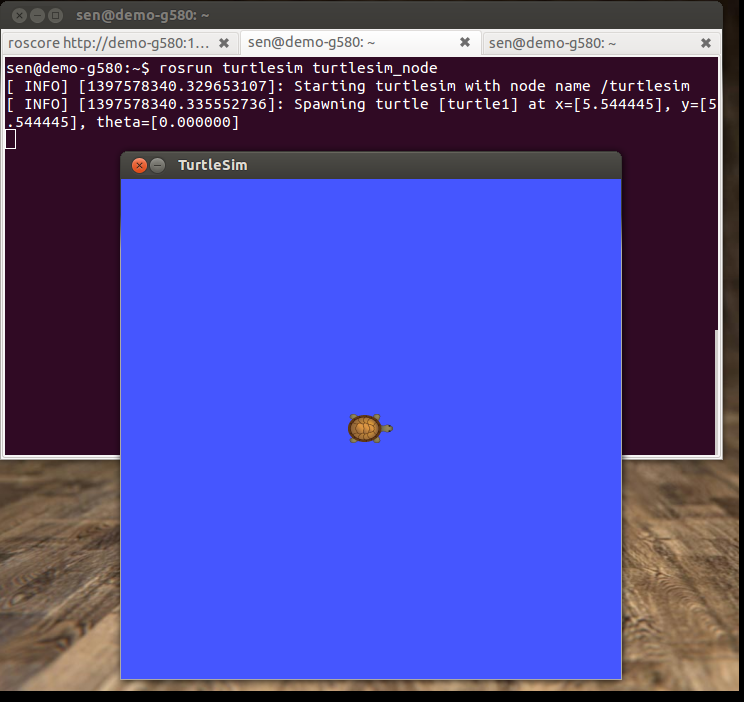 sen@demo-g580: ~
roscore http://demo-g580:1... sen@demo-g580: ~ sen@demo-g580: ~
sen@demo-g580:~$ rosrun turtlesim turtlesim_node
[ INFO] [1397578340.329653107]: Starting turtlesim with node name /turtlesim
[ INFO] [1397578340.335552736]: Spawning turtle [turtle1] at x=[5.544445], y=[5
.544445], theta=[0.000000]
TurtleSim